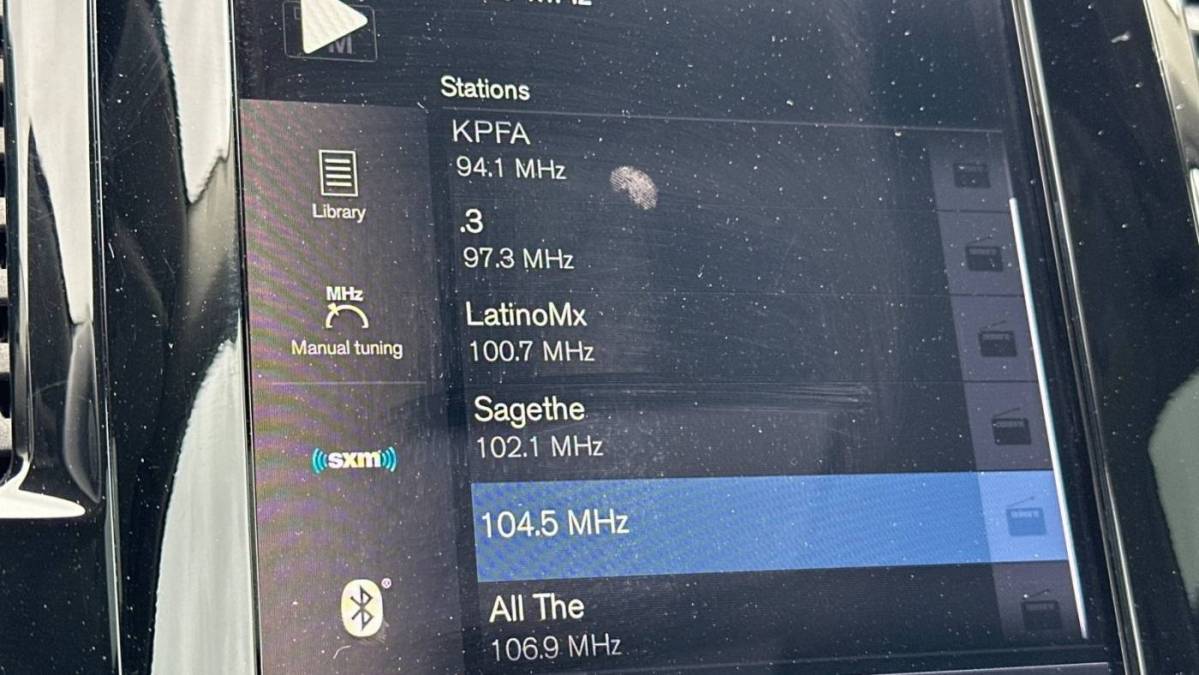 Stations
KPFA
94.1 MHz
.3
97.3 MHz
LatinoMx
100.7 MHz
Sagethe
102.1 MHz
104.5 MHz
All The
106.9 MHz
Library
MHz
Manual tuning
sxm